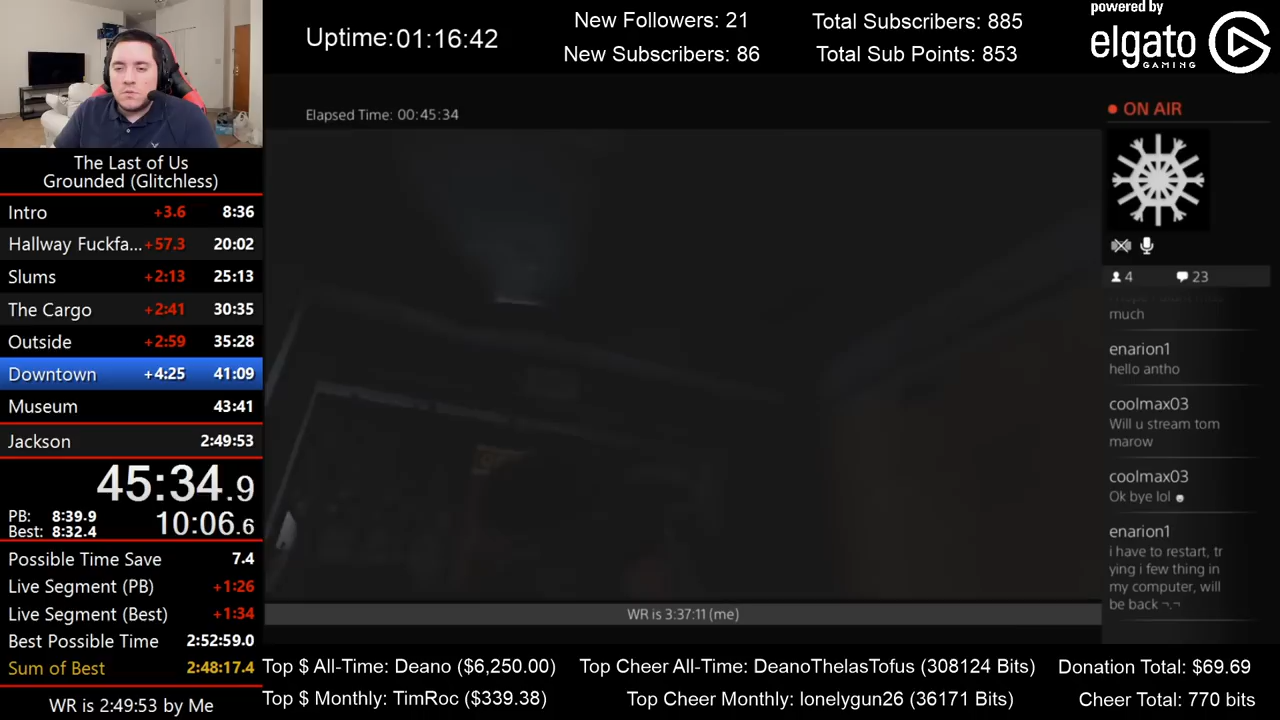 Uptime: 01:16:42
New Followers: 21
New Subscribers: 86
Total Subscribers: 885
Total Sub Points: 853
powered by
elgato
GAMING
The Last of Us
Grounded (Glitchless)
Intro +3.6 8:36
Hallway Fuckfa... +57.3 20:02
Slums +2:13 25:13
The Cargo +2:41 30:35
Outside +2:59 35:28
Downtown +4:25 41:09
Museum 43:41
Jackson 2:49:53
45:34.9
PB: 8:39.9
Best: 8:32.4
10:06.6
Possible Time Save 7.4
Live Segment (PB) +1:26
Live Segment (Best) +1:34
Best Possible Time 2:52:59.0
Sum of Best 2:48:17.4
WR is 2:49:53 by Me
Elapsed Time: 00:45:34
WR is 3:37:11 (me)
ON AIR
4 23
much
enarion1
hello antho
coolmax03
Will u stream tom
marow
coolmax03
Ok bye lol
enarion1
i have to restart, tr
ying i few thing in
my computer, will
be back ¬.¬
Top $ All-Time: Deano ($6,250.00)
Top Cheer All-Time: DeanoThelasTofus (308124 Bits)
Donation Total: $69.69
Top $ Monthly: TimRoc ($339.38)
Top Cheer Monthly: lonelygun26 (36171 Bits)
Cheer Total: 770 bits